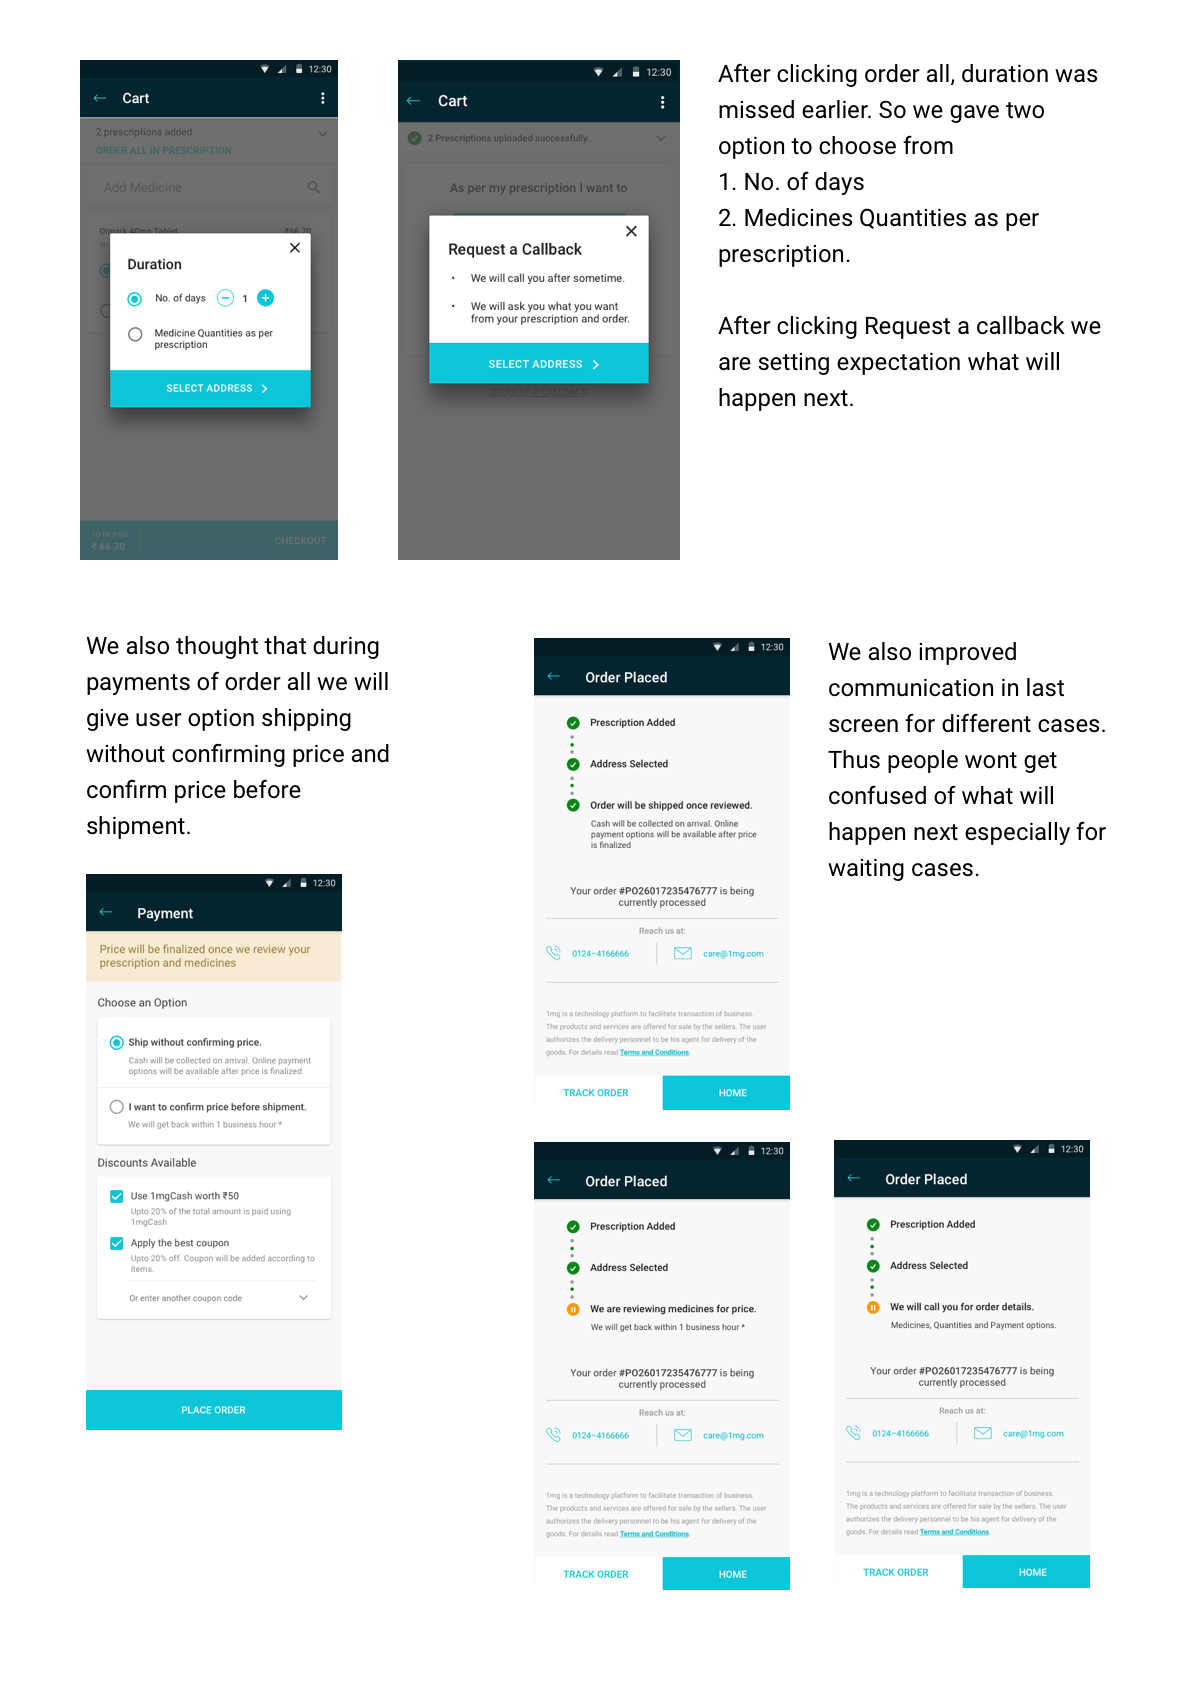 12:30
Cart
2 prescriptions added
ORDER ALL IN PRESCRIPTION
Add Medicine
Olmark 40mg Tablet ₹66.70
Duration
No. of days 1
Medicine Quantities as per
prescription
SELECT ADDRESS
TO BE PAID
₹ 66.70
CHECKOUT
12:30
Cart
2 Prescriptions uploaded successfully.
As per my prescription I want to
Request a Callback
• We will call you after sometime.
• We will ask you what you want
from your prescription and order.
SELECT ADDRESS
REQUEST A CALLBACK
After clicking order all, duration was
missed earlier. So we gave two
option to choose from
1. No. of days
2. Medicines Quantities as per
prescription.
After clicking Request a callback we
are setting expectation what will
happen next.
We also thought that during
payments of order all we will
give user option shipping
without confirming price and
confirm price before
shipment.
12:30
Payment
Price will be finalized once we review your
prescription and medicines
Choose an Option
Ship without confirming price.
Cash will be collected on arrival. Online payment
options will be available after price is finalized
I want to confirm price before shipment.
We will get back within 1 business hour *
Discounts Available
Use 1mgCash worth ₹50
Upto 20% of the total amount is paid using
1mgCash
Apply the best coupon
Upto 20% off. Coupon will be added according to
items.
Or enter another coupon code
PLACE ORDER
12:30
Order Placed
Prescription Added
Address Selected
Order will be shipped once reviewed.
Cash will be collected on arrival. Online
payment options will be available after price
is finalized
Your order #PO26017235476777 is being
currently processed
Reach us at:
0124–4166666
care@1mg.com
1mg is a technology platform to facilitate transaction of business.
The products and services are offered for sale by the sellers. The user
authorizes the delivery personnel to be his agent for delivery of the
goods. For details read Terms and Conditions.
TRACK ORDER
HOME
We also improved
communication in last
screen for different cases.
Thus people wont get
confused of what will
happen next especially for
waiting cases.
12:30
Order Placed
Prescription Added
Address Selected
We are reviewing medicines for price.
We will get back within 1 business hour *
Your order #PO26017235476777 is being
currently processed
Reach us at:
0124–4166666
care@1mg.com
1mg is a technology platform to facilitate transaction of business.
The products and services are offered for sale by the sellers. The user
authorizes the delivery personnel to be his agent for delivery of the
goods. For details read Terms and Conditions.
TRACK ORDER
HOME
12:30
Order Placed
Prescription Added
Address Selected
We will call you for order details.
Medicines, Quantities and Payment options.
Your order #PO26017235476777 is being
currently processed
Reach us at:
0124–4166666
care@1mg.com
1mg is a technology platform to facilitate transaction of business.
The products and services are offered for sale by the sellers. The user
authorizes the delivery personnel to be his agent for delivery of the
goods. For details read Terms and Conditions.
TRACK ORDER
HOME